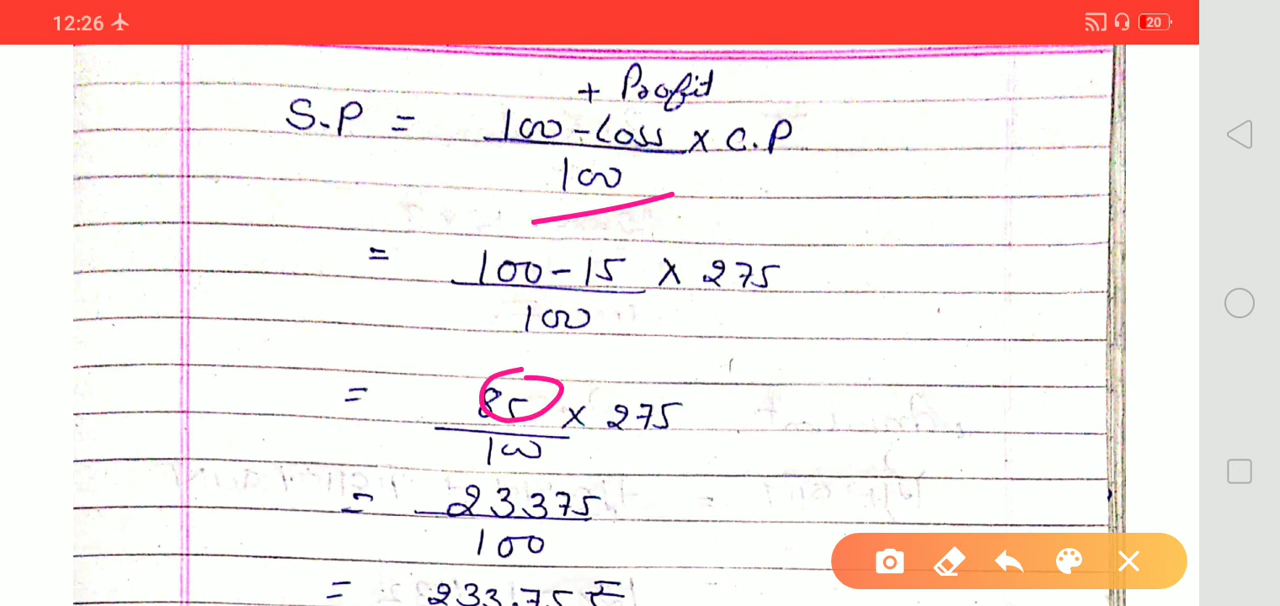 12:26
20
+ Profit
S.P = 100 - Loss × C.P
100
= 100 - 15 × 275
100
= 85 × 275
100
= 23375
100
= 233.75 ₹